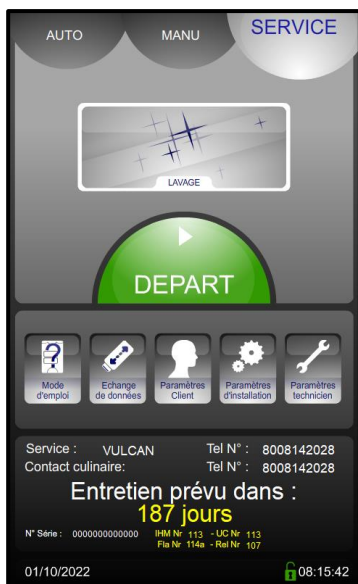 AUTO MANU SERVICE
LAVAGE
DEPART
Mode d'emploi
Echange de données
Paramètres Client
Paramètres d'installation
Paramètres technicien
Service : VULCAN Tel N° : 8008142028
Contact culinaire: Tel N° : 8008142028
Entretien prévu dans :
187 jours
N° Série : 0000000000000 IHM Nr 113 - UC Nr 113
Fla Nr 114a - Rel Nr 107
01/10/2022 08:15:42